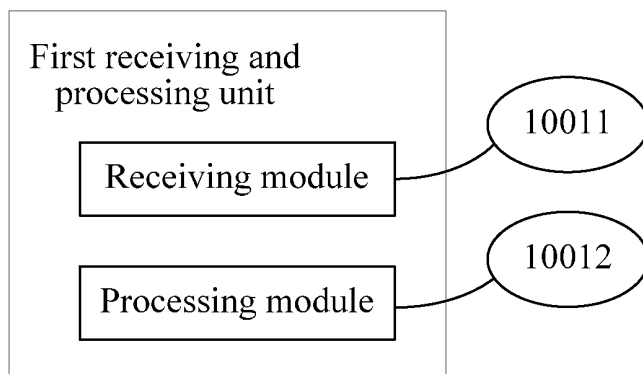 First receiving and
processing unit
Receiving module
10011
Processing module
10012